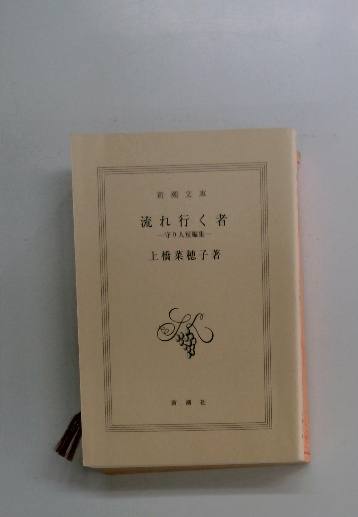 新潮文庫
流れ行く者
―守り人短編集―
上橋菜穂子著
新潮社